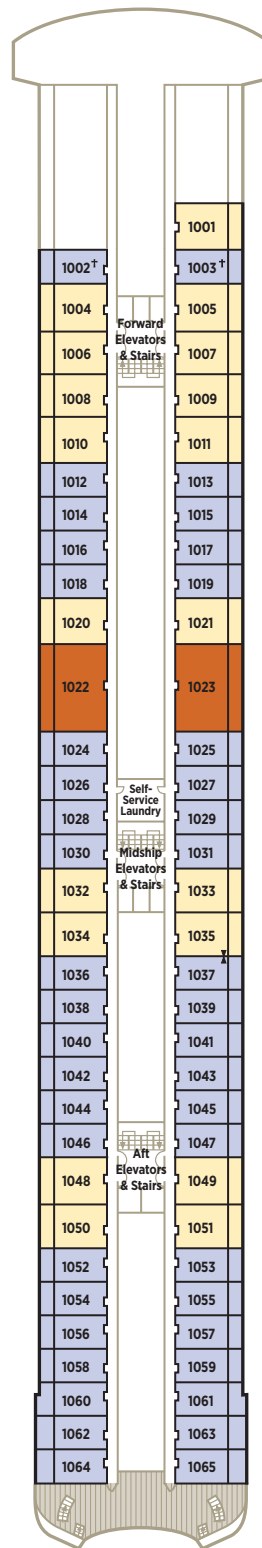 1001
1002† 1003†
1004 1005
Forward
Elevators
& Stairs
1006 1007
1008 1009
1010 1011
1012 1013
1014 1015
1016 1017
1018 1019
1020 1021
1022 1023
1024 1025
1026 1027
Self-
Service
Laundry
1028 1029
1030 1031
Midship
Elevators
& Stairs
1032 1033
1034 1035
1036 1037
1038 1039
1040 1041
1042 1043
1044 1045
1046 1047
Aft
Elevators
& Stairs
1048 1049
1050 1051
1052 1053
1054 1055
1056 1057
1058 1059
1060 1061
1062 1063
1064 1065